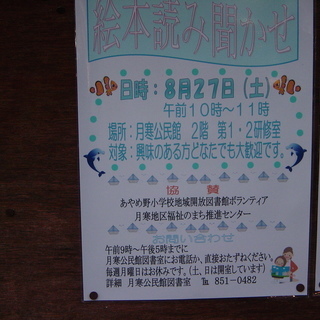 絵本読み聞かせ
日時：８月２７日（土）
午前１０時～１１時
場所：月寒公民館 ２階 第１・２研修室
対象：興味のある方どなたでも大歓迎です。
協 賛
あやめ野小学校地域開放図書館ボランティア
月寒地区福祉のまち推進センター
お問い合わせ
午前９時～午後５時までに
月寒公民館図書室にお電話か、直接おたずねください。
毎週月曜日はお休みです。（土、日は開室しています）
詳細 月寒公民館図書室 ℡ 851-0482